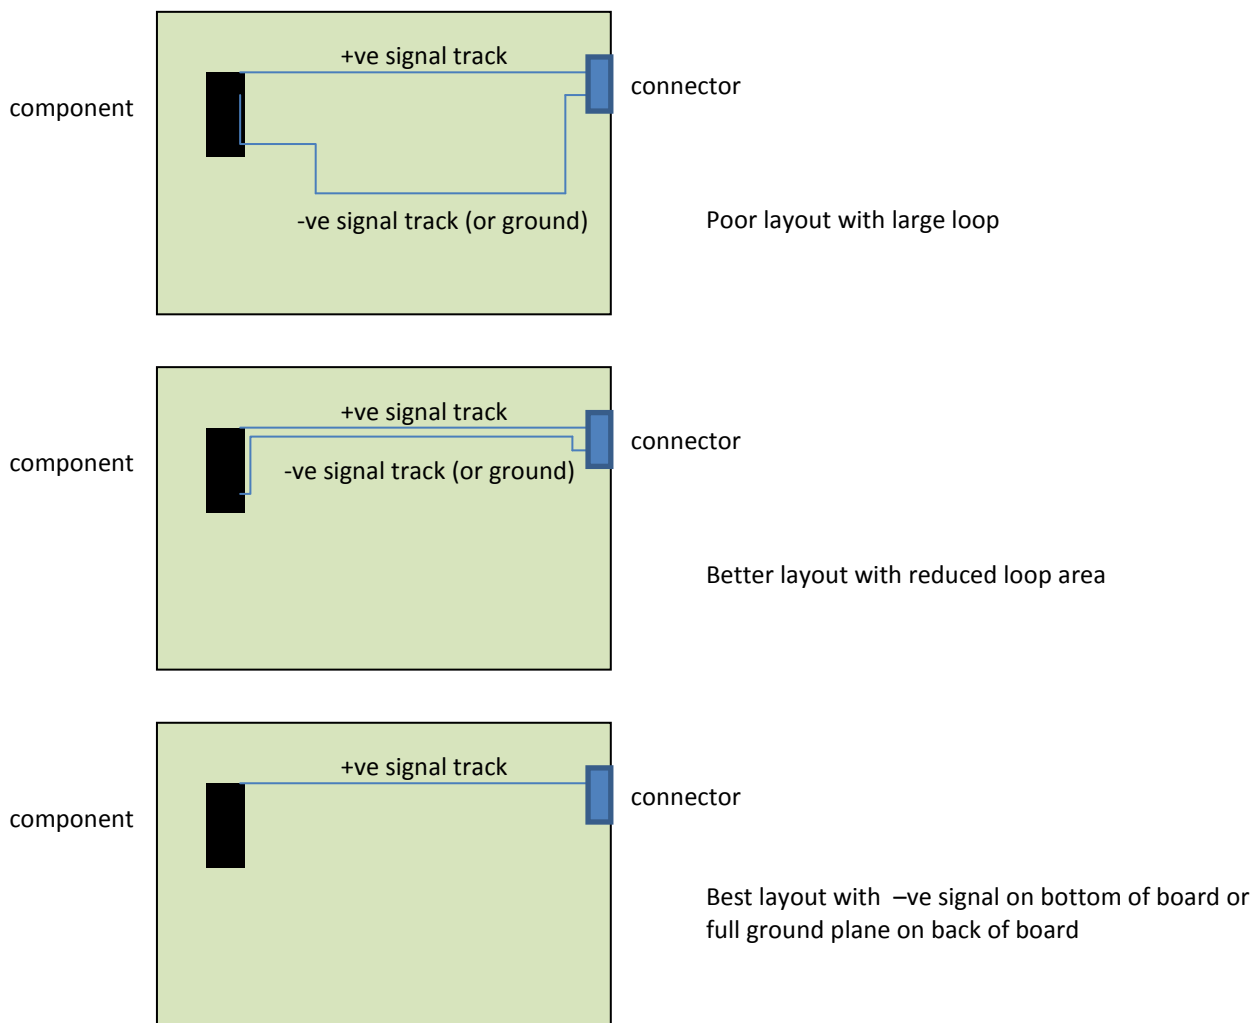 +ve signal track
component
connector
-ve signal track (or ground)
Poor layout with large loop
+ve signal track
component
connector
-ve signal track (or ground)
Better layout with reduced loop area
+ve signal track
component
connector
Best layout with –ve signal on bottom of board or
full ground plane on back of board